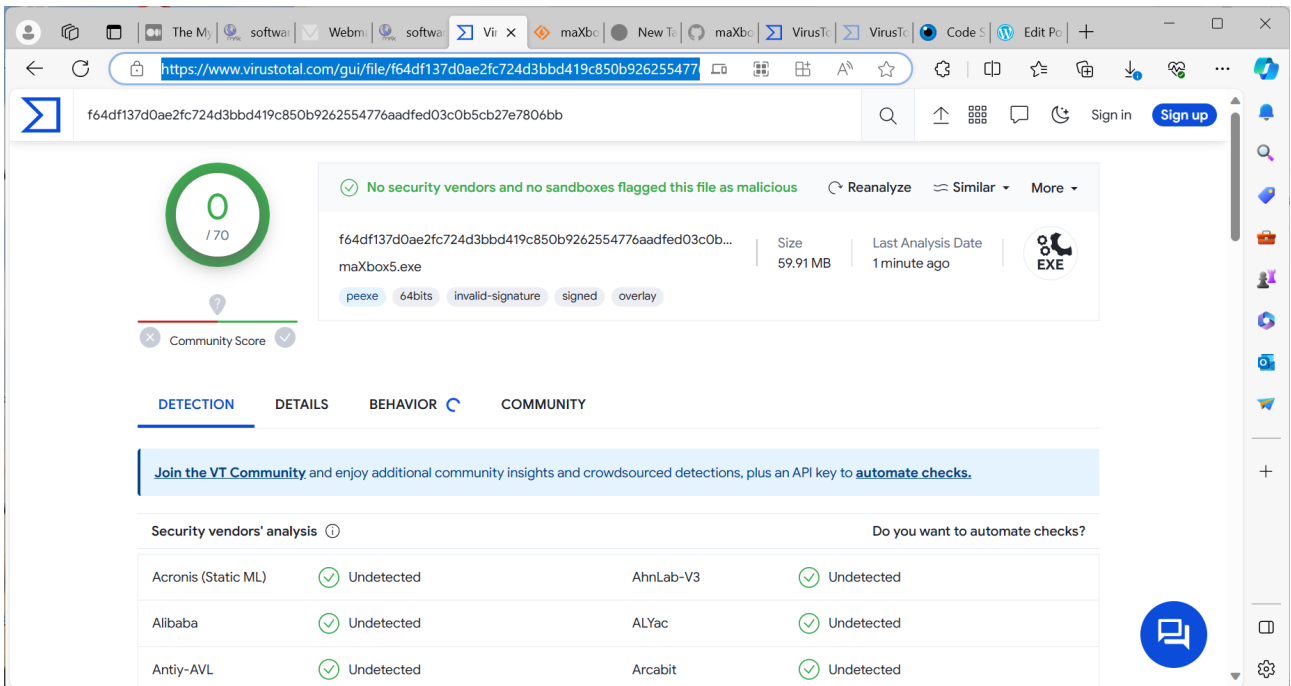 The My
softwar
Webm
softwa
Vir
maXbo
New Ta
maXbo
VirusTo
VirusTo
Code S
Edit Po
https://www.virustotal.com/gui/file/f64df137d0ae2fc724d3bbd419c850b9262554776
f64df137d0ae2fc724d3bbd419c850b9262554776aadfed03c0b5cb27e7806bb
Sign in
Sign up
0
/ 70
Community Score
No security vendors and no sandboxes flagged this file as malicious
Reanalyze
Similar
More
f64df137d0ae2fc724d3bbd419c850b9262554776aadfed03c0b...
maXbox5.exe
peexe 64bits invalid-signature signed overlay
Size
59.91 MB
Last Analysis Date
1 minute ago
EXE
DETECTION DETAILS BEHAVIOR COMMUNITY
Join the VT Community and enjoy additional community insights and crowdsourced detections, plus an API key to automate checks.
Security vendors' analysis
Do you want to automate checks?
Acronis (Static ML) Undetected AhnLab-V3 Undetected
Alibaba Undetected ALYac Undetected
Antiy-AVL Undetected Arcabit Undetected